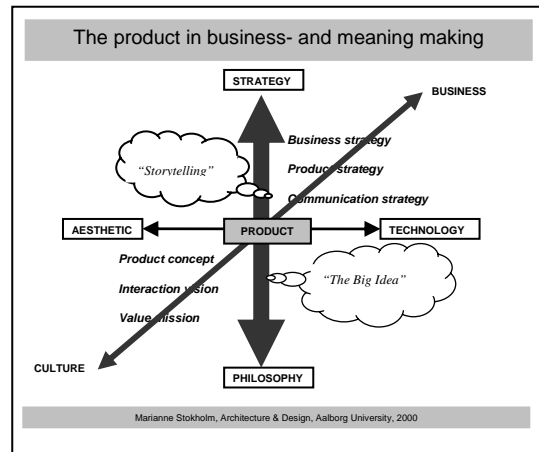 The product in business- and meaning making
STRATEGY
BUSINESS
Business strategy
“Storytelling”
Product strategy
Communication strategy
AESTHETIC
PRODUCT
TECHNOLOGY
Product concept
“The Big Idea”
Interaction vision
Value mission
CULTURE
PHILOSOPHY
Marianne Stokholm, Architecture & Design, Aalborg University, 2000